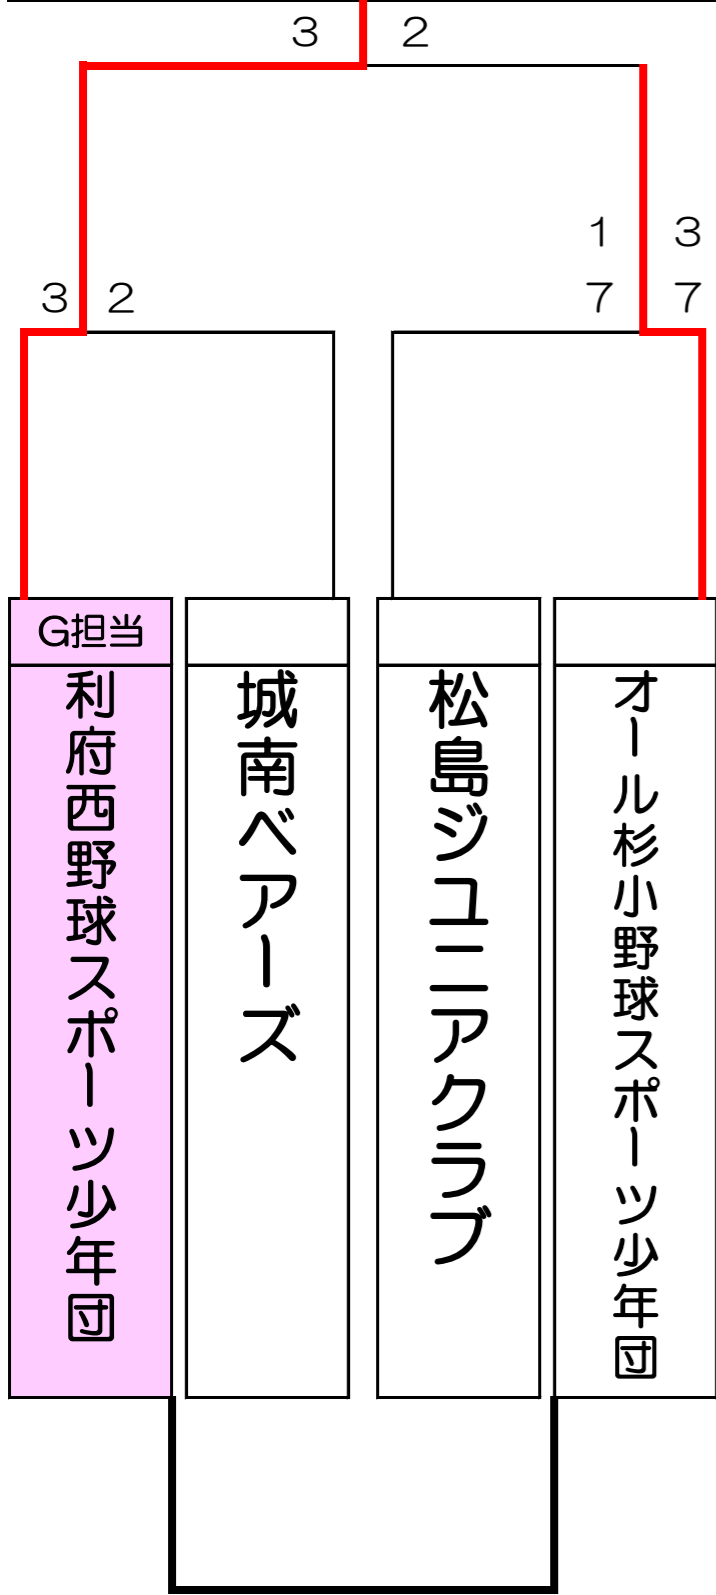 3 2
1 3
3 2 7 7
G担当
利府西野球スポーツ少年団
城南ベアーズ
松島ジュニアクラブ
オール杉小野球スポーツ少年団